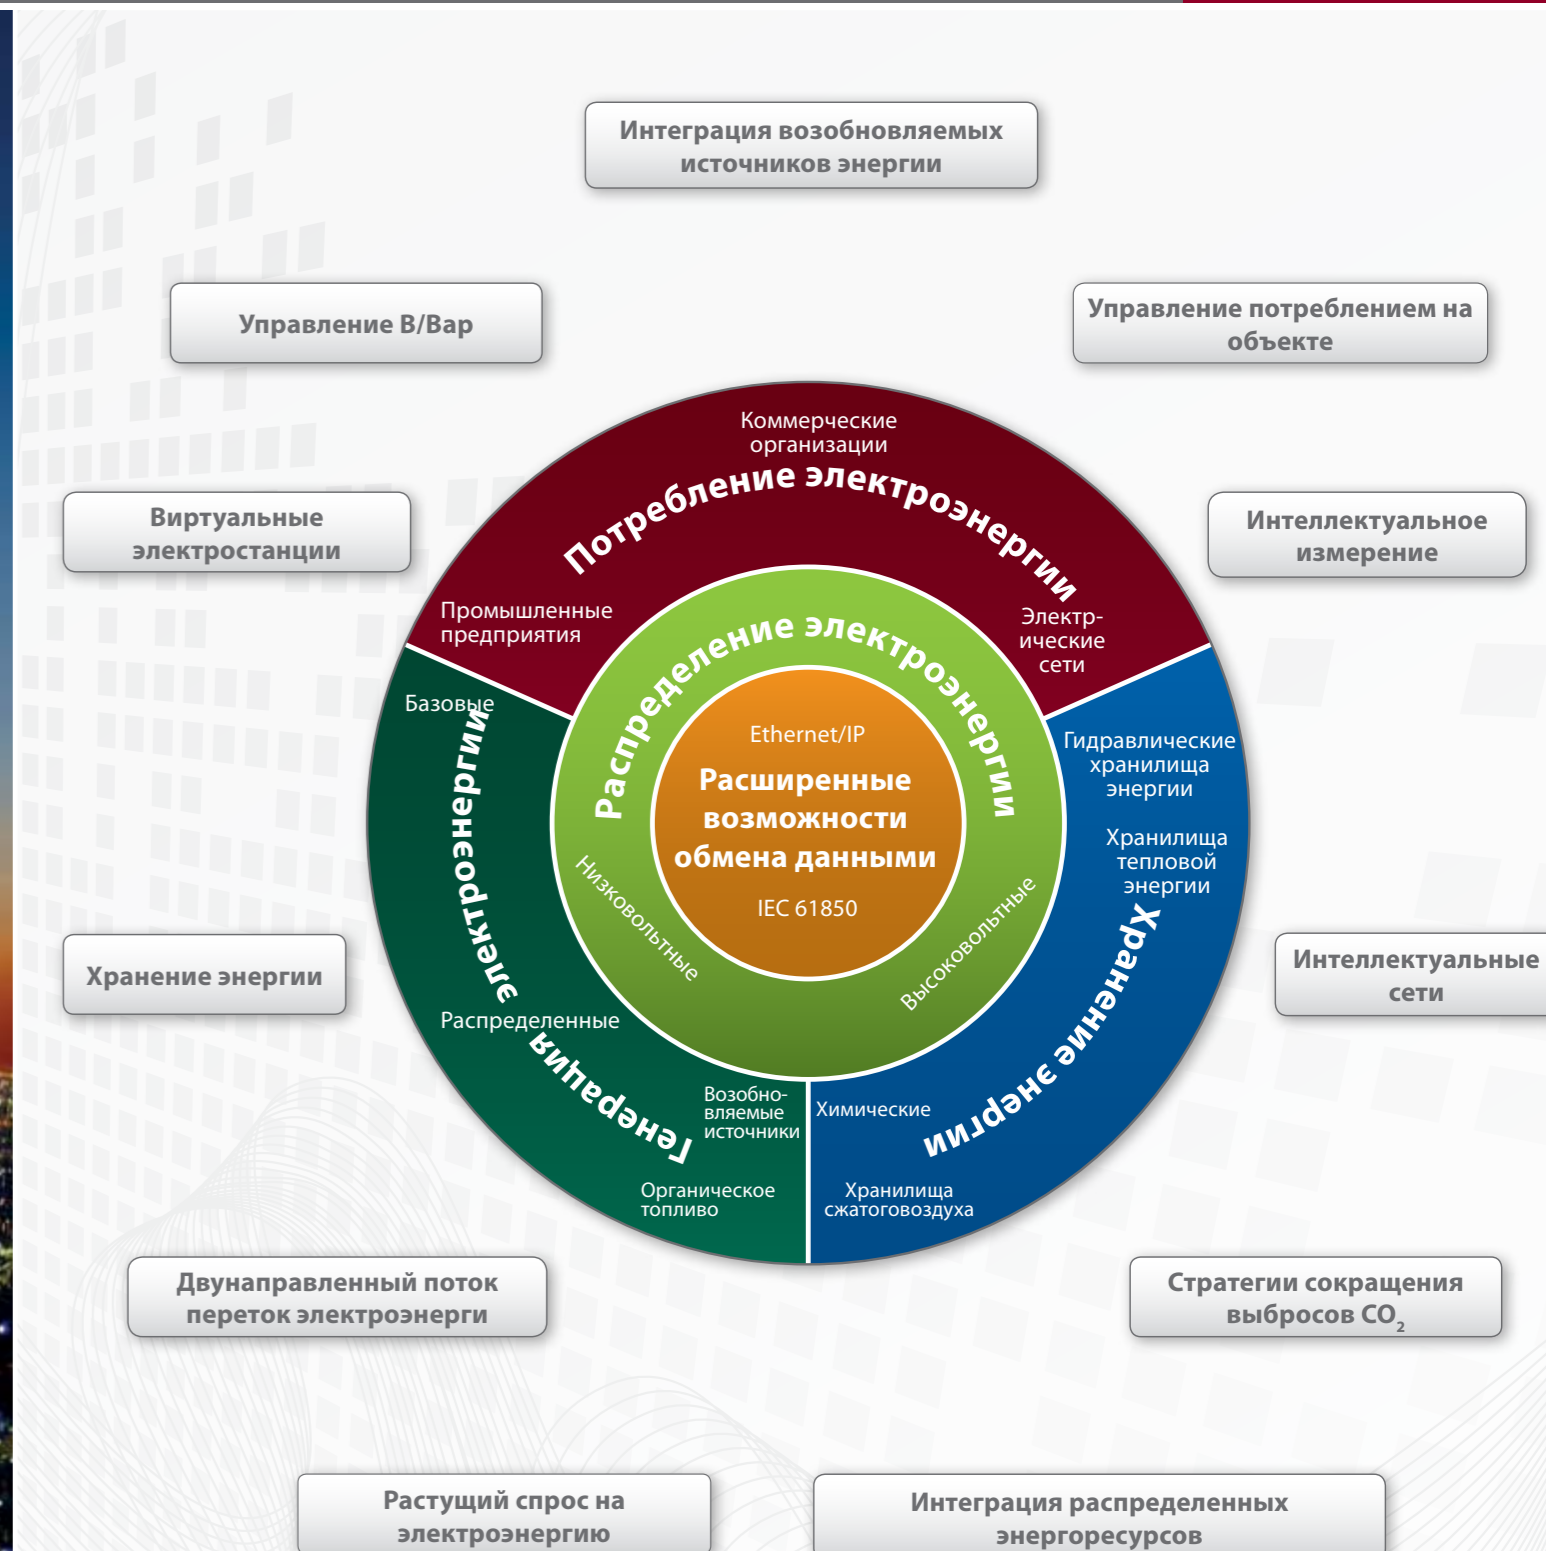 Интеграция возобновляемых
источников энергии
Управление В/Вар
Управление потреблением на
объекте
Виртуальные
электростанции
Интеллектуальное
измерение
Коммерческие
организации
Потребление электроэнергии
Промышленные
предприятия
Электр-
ические
сети
Распределение электроэнергии
Низковольтные
Высоковольтные
Ethernet/IP
Расширенные
возможности
обмена данными
IEC 61850
Базовые
Генерация электроэнергии
Распределенные
Возобно-
вляемые
источники
Органическое
топливо
Гидравлические
хранилища
энергии
Хранилища
тепловой
энергии
Хранение энергии
Химические
Хранилища
сжатоговоздуха
Хранение энергии
Интеллектуальные
сети
Двунаправленный поток
переток электроэнерги
Стратегии сокращения
выбросов CO₂
Растущий спрос на
электроэнергию
Интеграция распределенных
энергоресурсов